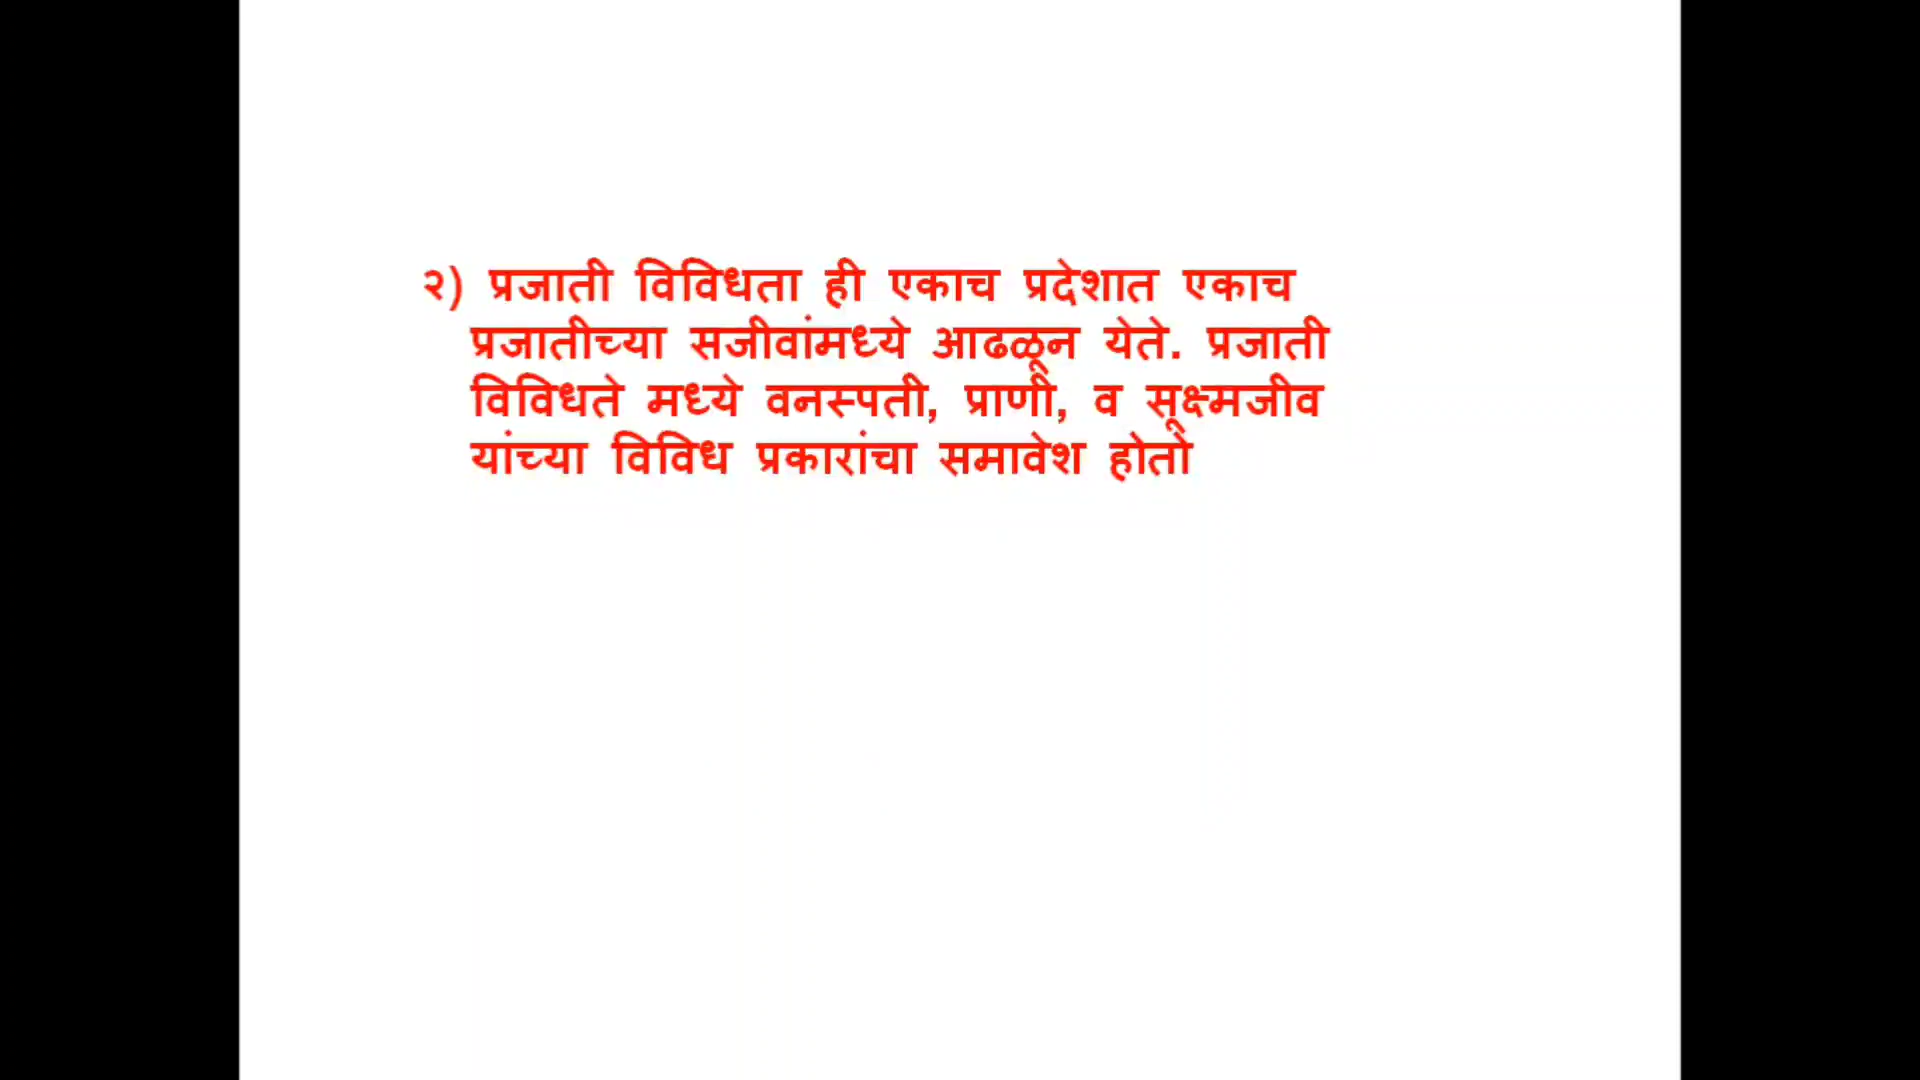 २) प्रजाती विविधता ही एकाच प्रदेशात एकाच
प्रजातीच्या सजीवांमध्ये आढळून येते. प्रजाती
विविधते मध्ये वनस्पती, प्राणी, व सूक्ष्मजीव
यांच्या विविध प्रकारांचा समावेश होतो